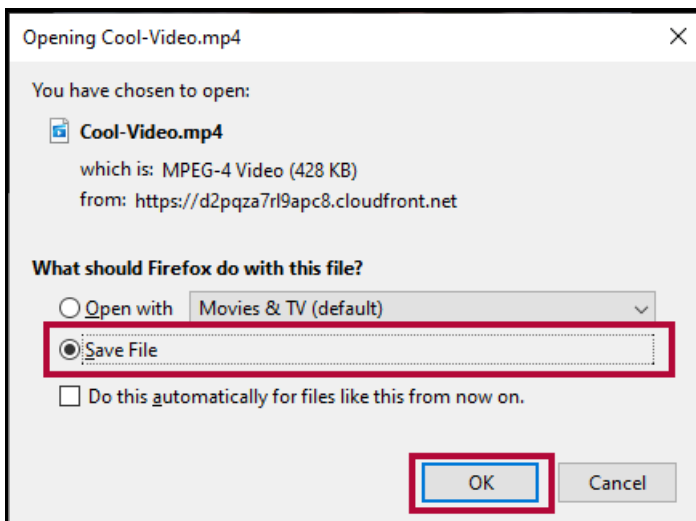 Opening Cool-Video.mp4
You have chosen to open:
Cool-Video.mp4
which is: MPEG-4 Video (428 KB)
from: https://d2pqza7rl9apc8.cloudfront.net
What should Firefox do with this file?
Open with Movies & TV (default)
Save File
Do this automatically for files like this from now on.
OK Cancel